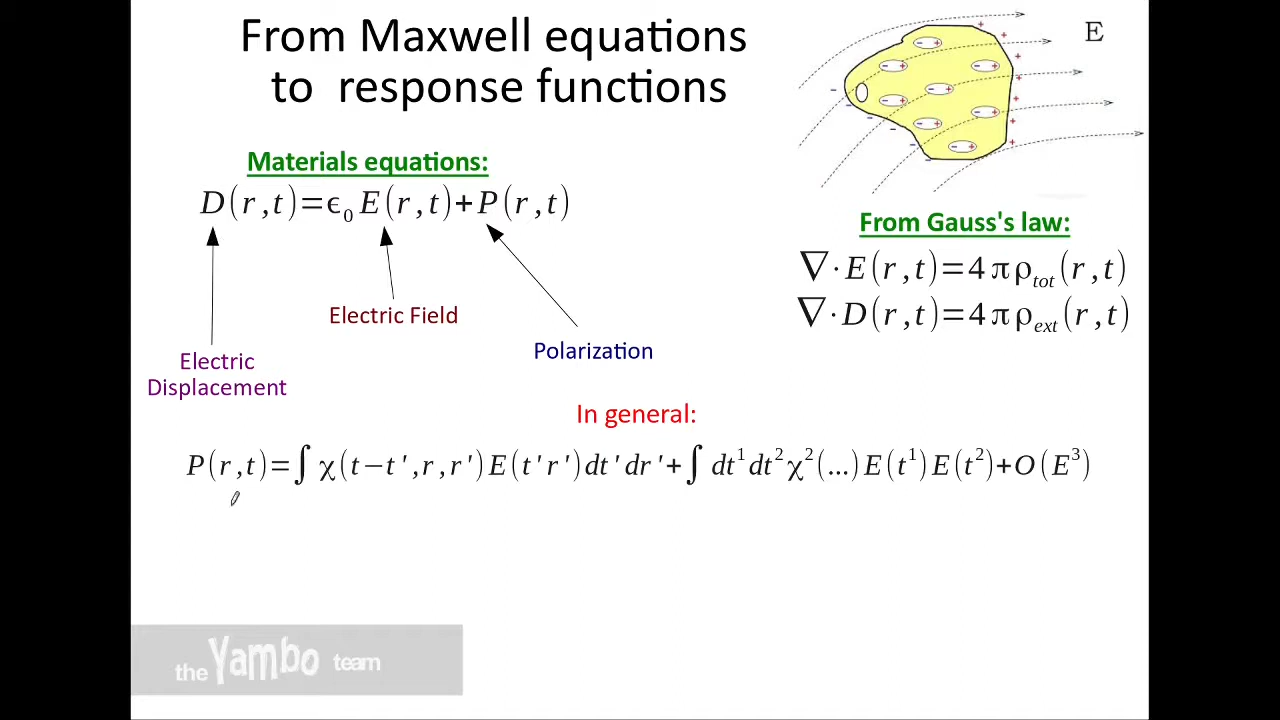 From Maxwell equations
to response functions
E
Materials equations:
D(r,t)=ϵ₀ E(r,t)+P(r,t)
Electric Field
Polarization
Electric
Displacement
From Gauss's law:
∇·E(r,t)=4πρ_tot(r,t)
∇·D(r,t)=4πρ_ext(r,t)
In general:
P(r,t)=∫χ(t−t',r,r')E(t'r')dt'dr'+∫dt¹dt²χ²(...)E(t¹)E(t²)+O(E³)
the Yambo team